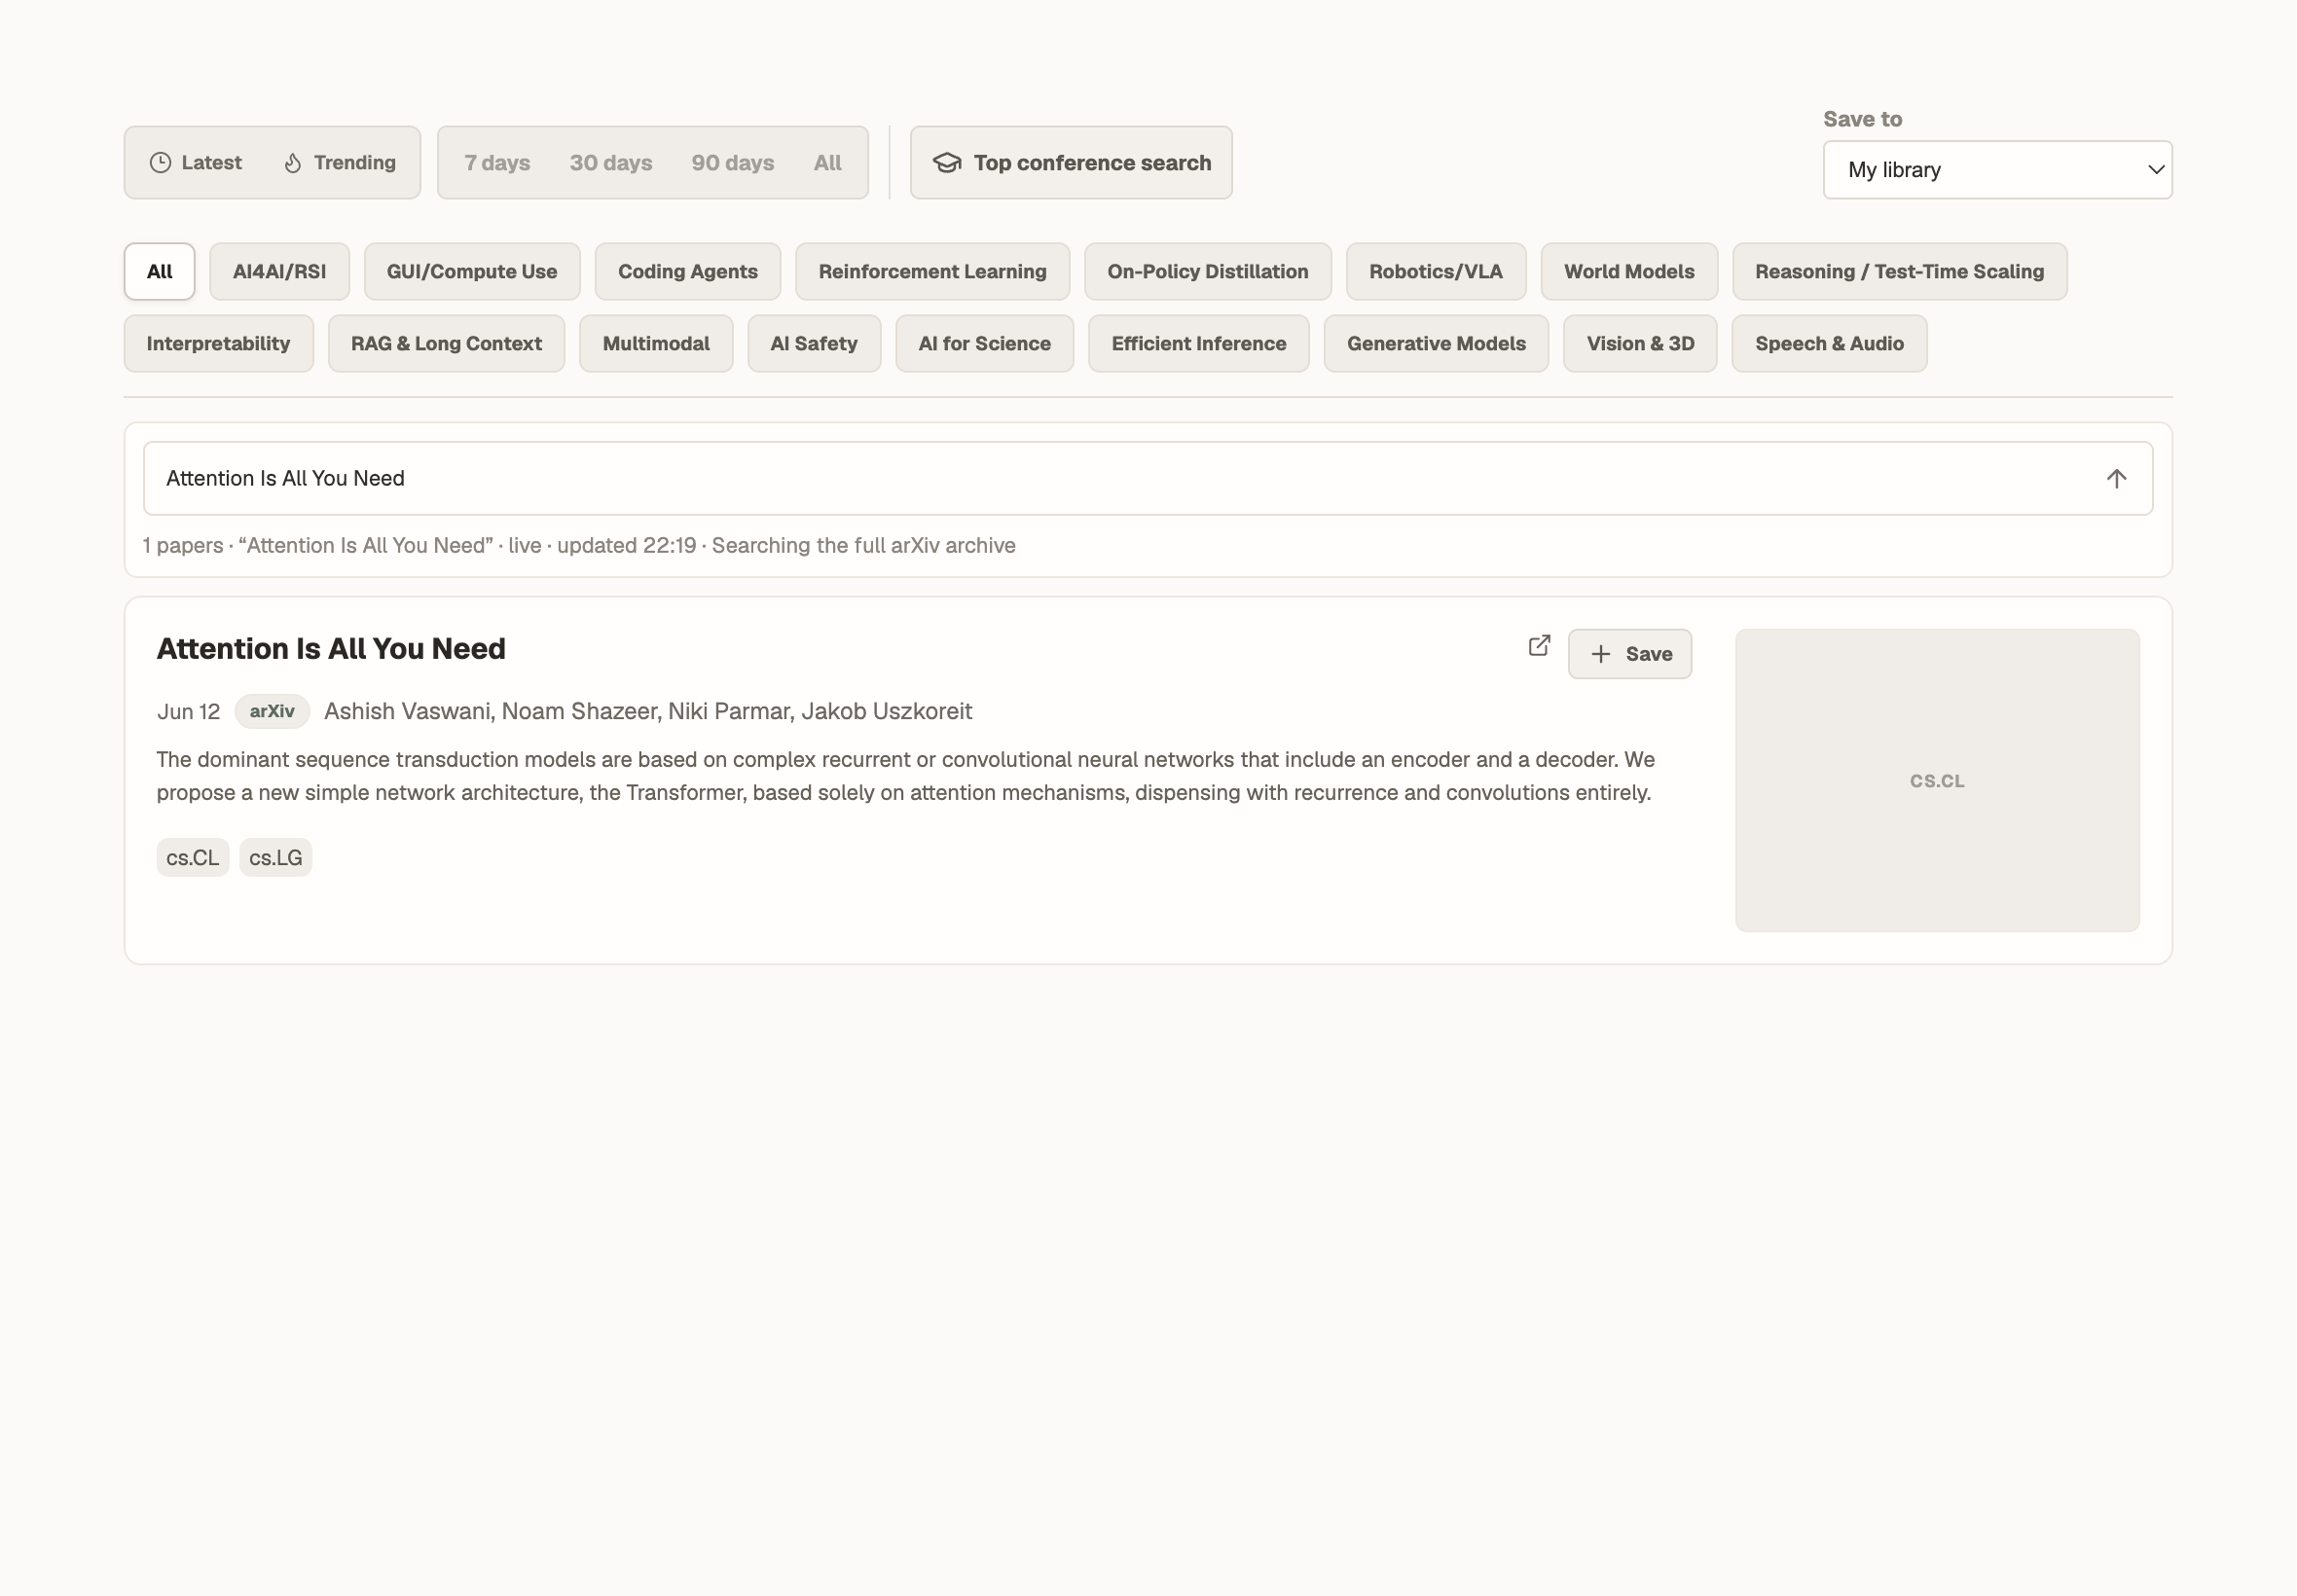 Save to
Latest Trending 7 days 30 days 90 days All Top conference search My library
All AI4AI/RSI GUI/Compute Use Coding Agents Reinforcement Learning On-Policy Distillation Robotics/VLA World Models Reasoning / Test-Time Scaling
Interpretability RAG & Long Context Multimodal AI Safety AI for Science Efficient Inference Generative Models Vision & 3D Speech & Audio
Attention Is All You Need
1 papers · “Attention Is All You Need” · live · updated 22:19 · Searching the full arXiv archive
Attention Is All You Need
Save
Jun 12 arXiv Ashish Vaswani, Noam Shazeer, Niki Parmar, Jakob Uszkoreit
The dominant sequence transduction models are based on complex recurrent or convolutional neural networks that include an encoder and a decoder. We
propose a new simple network architecture, the Transformer, based solely on attention mechanisms, dispensing with recurrence and convolutions entirely.
cs.CL cs.LG
CS.CL